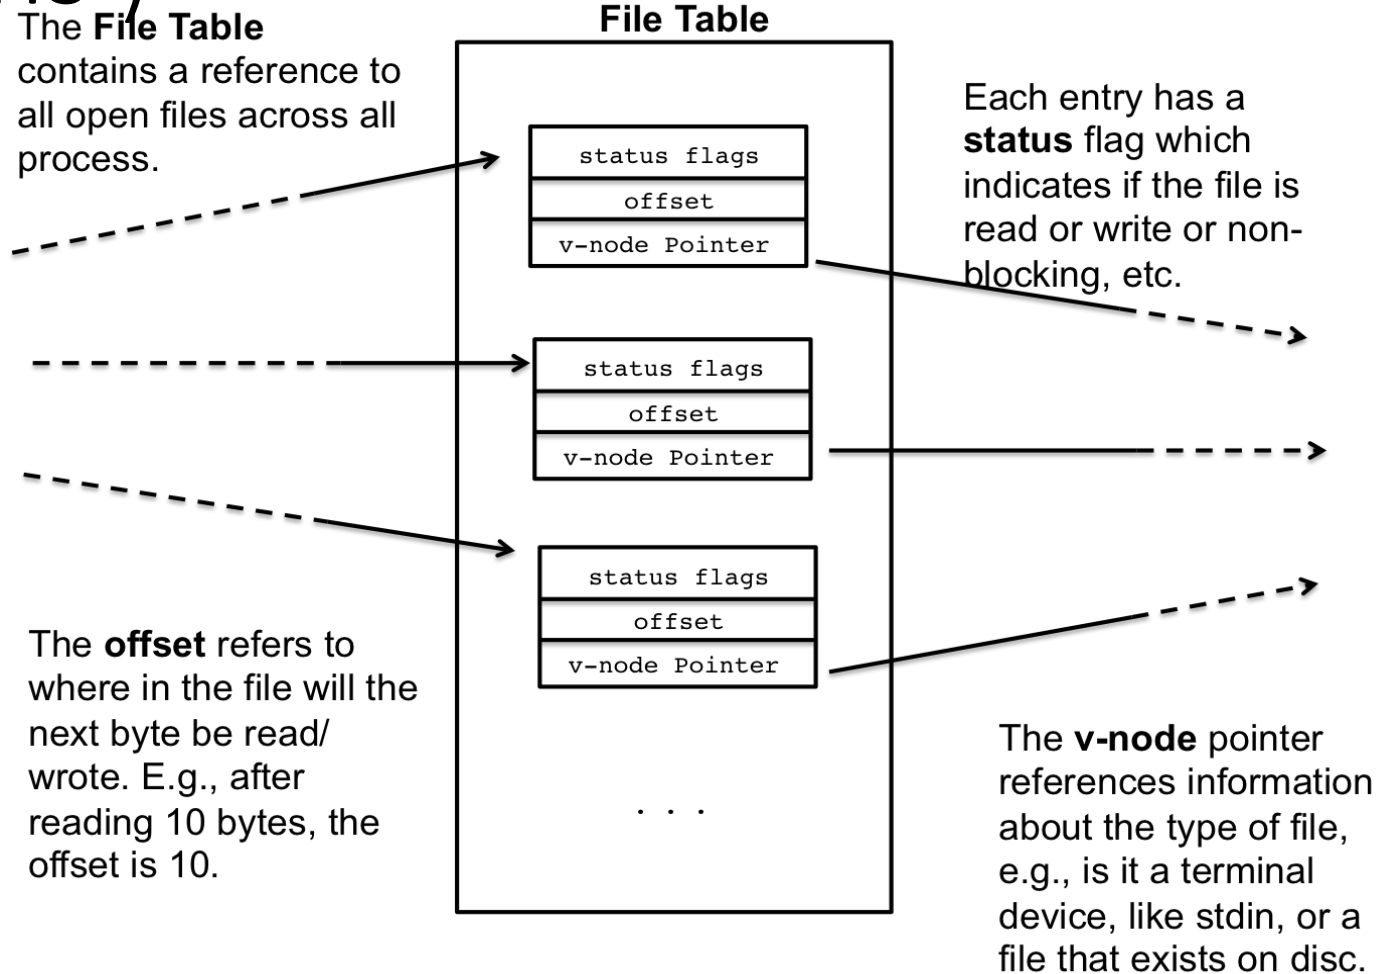 The File Table
contains a reference to
all open files across all
process.
File Table
status flags
offset
v-node Pointer
status flags
offset
v-node Pointer
status flags
offset
v-node Pointer
. . .
Each entry has a
status flag which
indicates if the file is
read or write or non-
blocking, etc.
The offset refers to
where in the file will the
next byte be read/
wrote. E.g., after
reading 10 bytes, the
offset is 10.
The v-node pointer
references information
about the type of file,
e.g., is it a terminal
device, like stdin, or a
file that exists on disc.